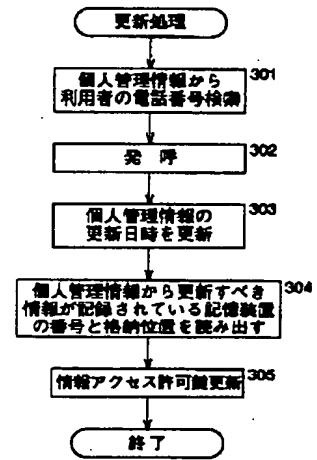 更新処理
301
個人管理情報から
利用者の電話番号検索
302
発 呼
303
個人管理情報の
更新日時を更新
304
個人管理情報から更新すべき
情報が記録されている記憶装置
の番号と格納位置を読み出す
305
情報アクセス許可鍵更新
終了